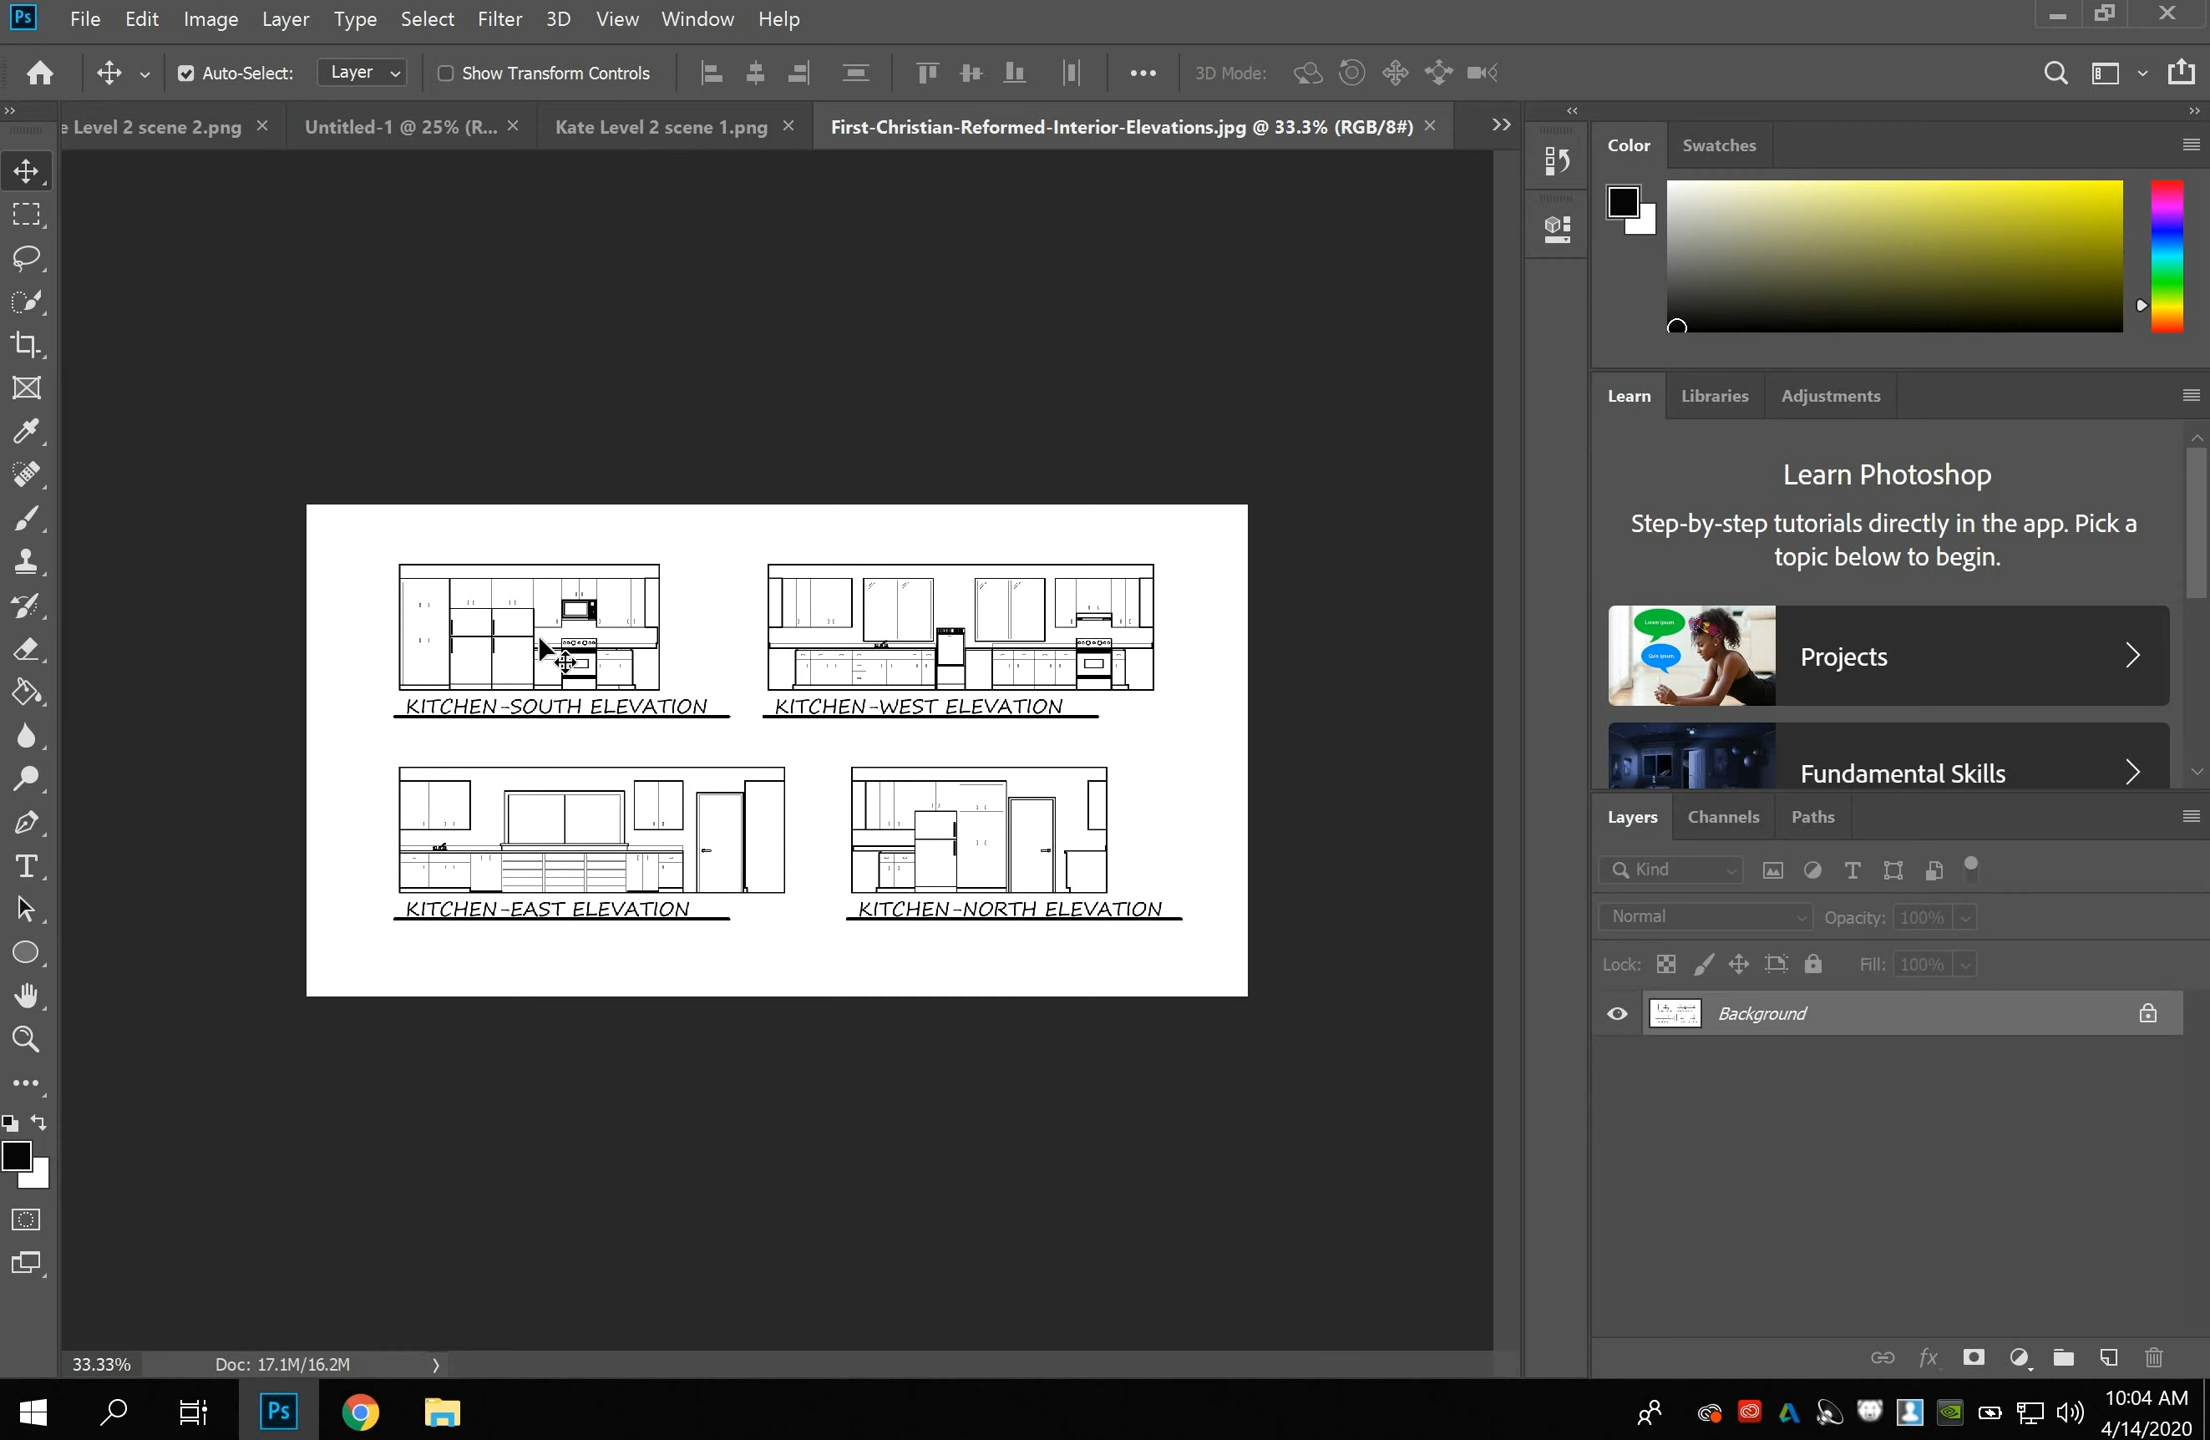 Ps File Edit Image Layer Type Select Filter 3D View Window Help
Auto-Select: Layer Show Transform Controls 3D Mode:
e Level 2 scene 2.png Untitled-1 @ 25% (R... Kate Level 2 scene 1.png First-Christian-Reformed-Interior-Elevations.jpg @ 33.3% (RGB/8#)
Color Swatches
Learn Libraries Adjustments
Learn Photoshop
Step-by-step tutorials directly in the app. Pick a
topic below to begin.
Projects
Fundamental Skills
KITCHEN-SOUTH ELEVATION KITCHEN-WEST ELEVATION
KITCHEN-EAST ELEVATION KITCHEN-NORTH ELEVATION
Layers Channels Paths
Kind
Normal Opacity: 100%
Lock: Fill: 100%
Background
33.33% Doc: 17.1M/16.2M
Ps
10:04 AM
4/14/2020